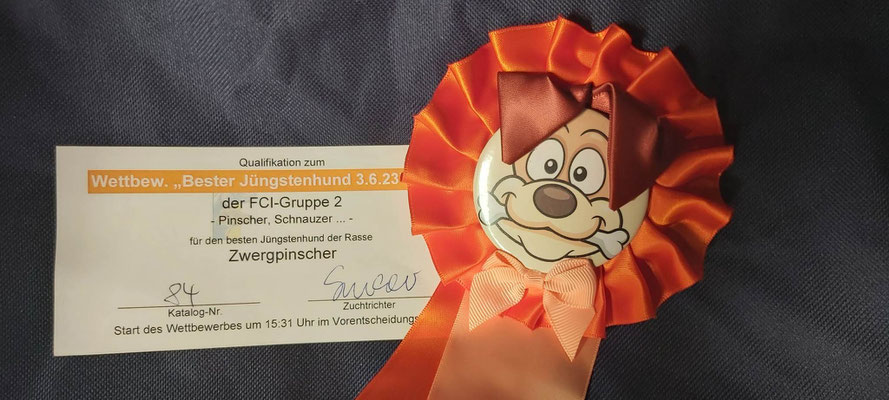 Qualifikation zum
Wettbew. „Bester Jüngstenhund 3.6.23
der FCI-Gruppe 2
- Pinscher, Schnauzer ... -
für den besten Jüngstenhund der Rasse
Zwergpinscher
84
Katalog-Nr.
Zuchtrichter
Start des Wettbewerbes um 15:31 Uhr im Vorentscheidungs